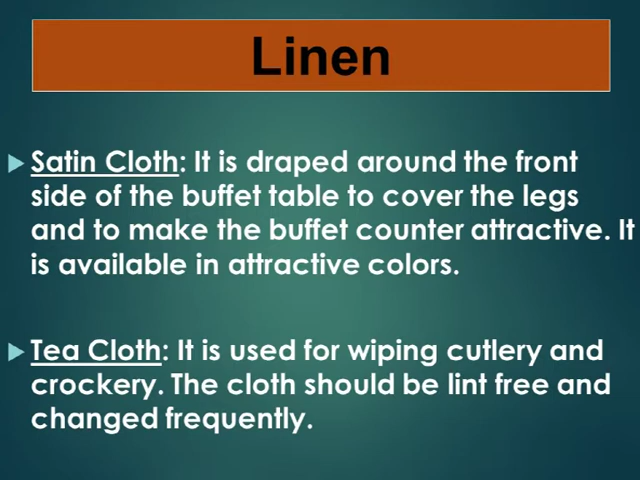 Linen
Satin Cloth: It is draped around the front
side of the buffet table to cover the legs
and to make the buffet counter attractive. It
is available in attractive colors.
Tea Cloth: It is used for wiping cutlery and
crockery. The cloth should be lint free and
changed frequently.